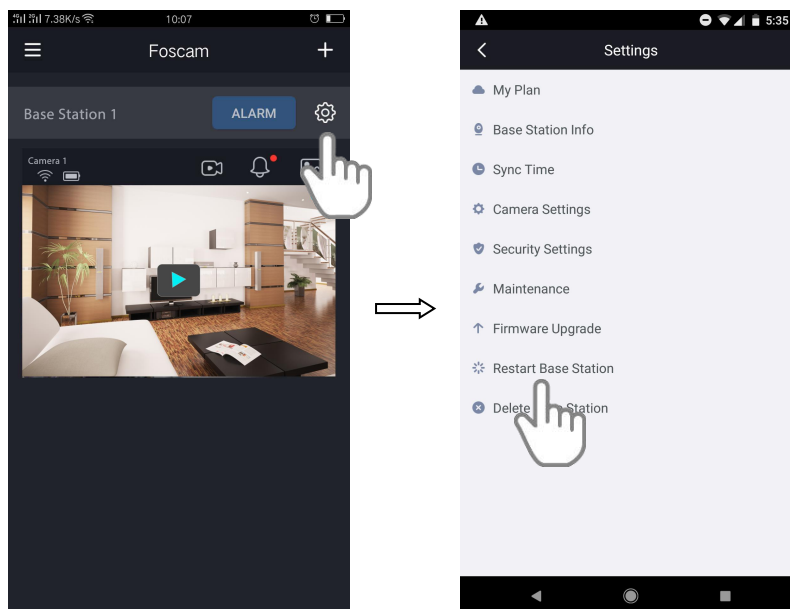 7.38K/s
10:07
Foscam
Base Station 1
ALARM
Camera 1
5:35
Settings
My Plan
Base Station Info
Sync Time
Camera Settings
Security Settings
Maintenance
Firmware Upgrade
Restart Base Station
Delete Station